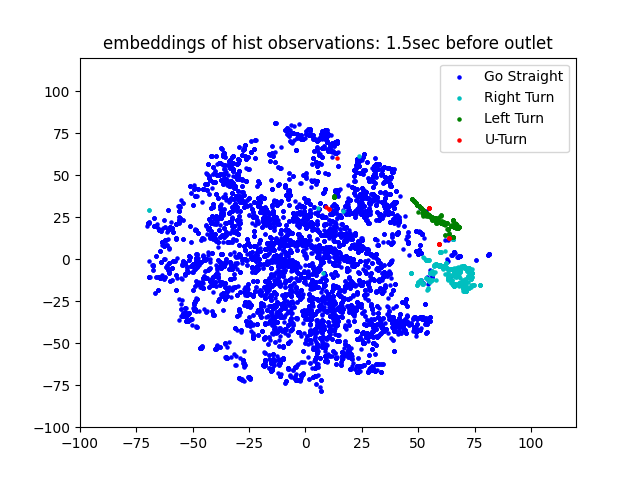 embeddings of hist observations: 1.5sec before outlet
Go Straight
Right Turn
Left Turn
U-Turn
100
75
50
25
0
−25
−50
−75
−100
−100 −75 −50 −25 0 25 50 75 100